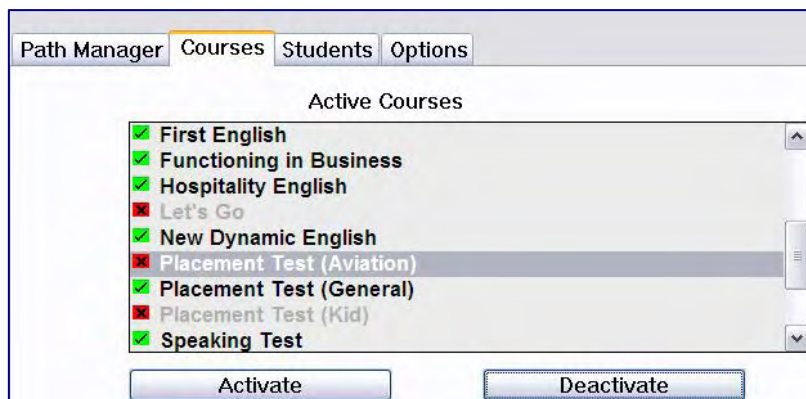 Path Manager Courses Students Options
Active Courses
First English
Functioning in Business
Hospitality English
Let's Go
New Dynamic English
Placement Test (Aviation)
Placement Test (General)
Placement Test (Kid)
Speaking Test
Activate Deactivate